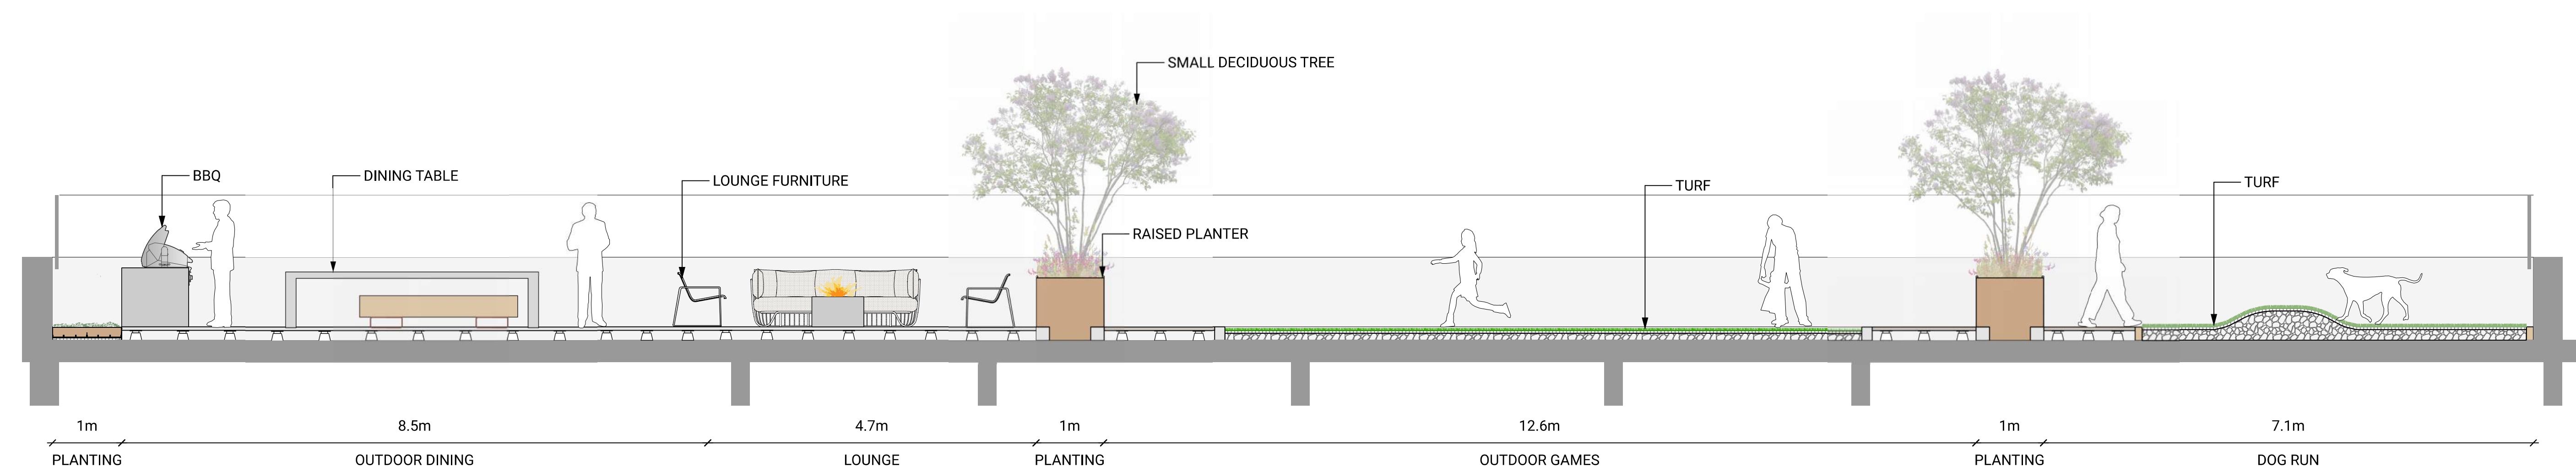 SMALL DECIDUOUS TREE
BBQ
DINING TABLE
LOUNGE FURNITURE
TURF
TURF
RAISED PLANTER
1m
8.5m
4.7m
1m
12.6m
1m
7.1m
PLANTING
OUTDOOR DINING
LOUNGE
PLANTING
OUTDOOR GAMES
PLANTING
DOG RUN